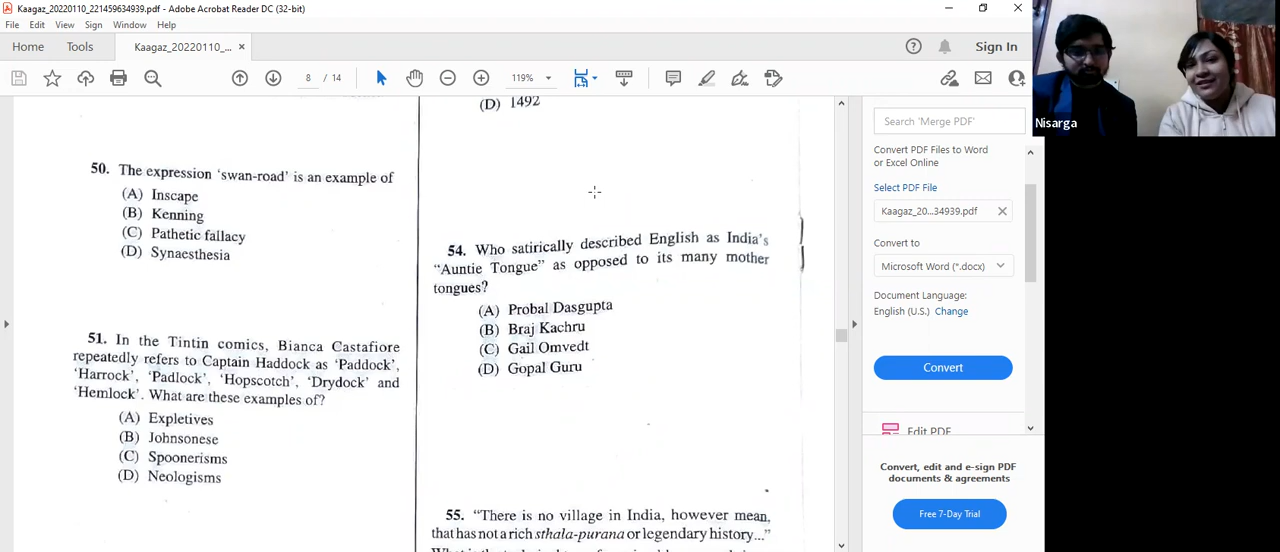 Kaagaz_20220110_221459634939.pdf - Adobe Acrobat Reader DC (32-bit)
File Edit View Sign Window Help
Home Tools Kaagaz_20220110_... × Sign In
8 / 14 119%
(D) 1492
50. The expression ‘swan-road’ is an example of
(A) Inscape
(B) Kenning
(C) Pathetic fallacy
(D) Synaesthesia
51. In the Tintin comics, Bianca Castafiore
repeatedly refers to Captain Haddock as ‘Paddock’,
‘Harrock’, ‘Padlock’, ‘Hopscotch’, ‘Drydock’ and
‘Hemlock’. What are these examples of?
(A) Expletives
(B) Johnsonese
(C) Spoonerisms
(D) Neologisms
54. Who satirically described English as India’s
“Auntie Tongue” as opposed to its many mother
tongues?
(A) Probal Dasgupta
(B) Braj Kachru
(C) Gail Omvedt
(D) Gopal Guru
55. “There is no village in India, however mean,
that has not a rich sthala-purana or legendary history...”
Search 'Merge PDF'
Convert PDF Files to Word
or Excel Online
Select PDF File
Kaagaz_20...34939.pdf
Convert to
Microsoft Word (*.docx)
Document Language:
English (U.S.) Change
Convert
Edit PDF
Convert, edit and e-sign PDF
documents & agreements
Free 7-Day Trial
Nisarga